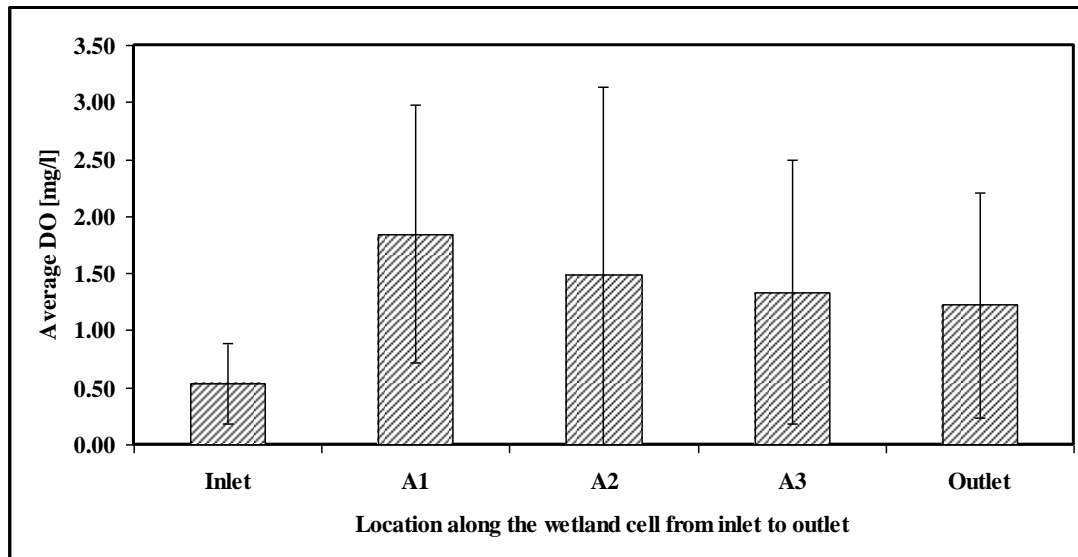 3.50
3.00
2.50
2.00
1.50
1.00
0.50
0.00
Average DO [mg/l]
Inlet A1 A2 A3 Outlet
Location along the wetland cell from inlet to outlet